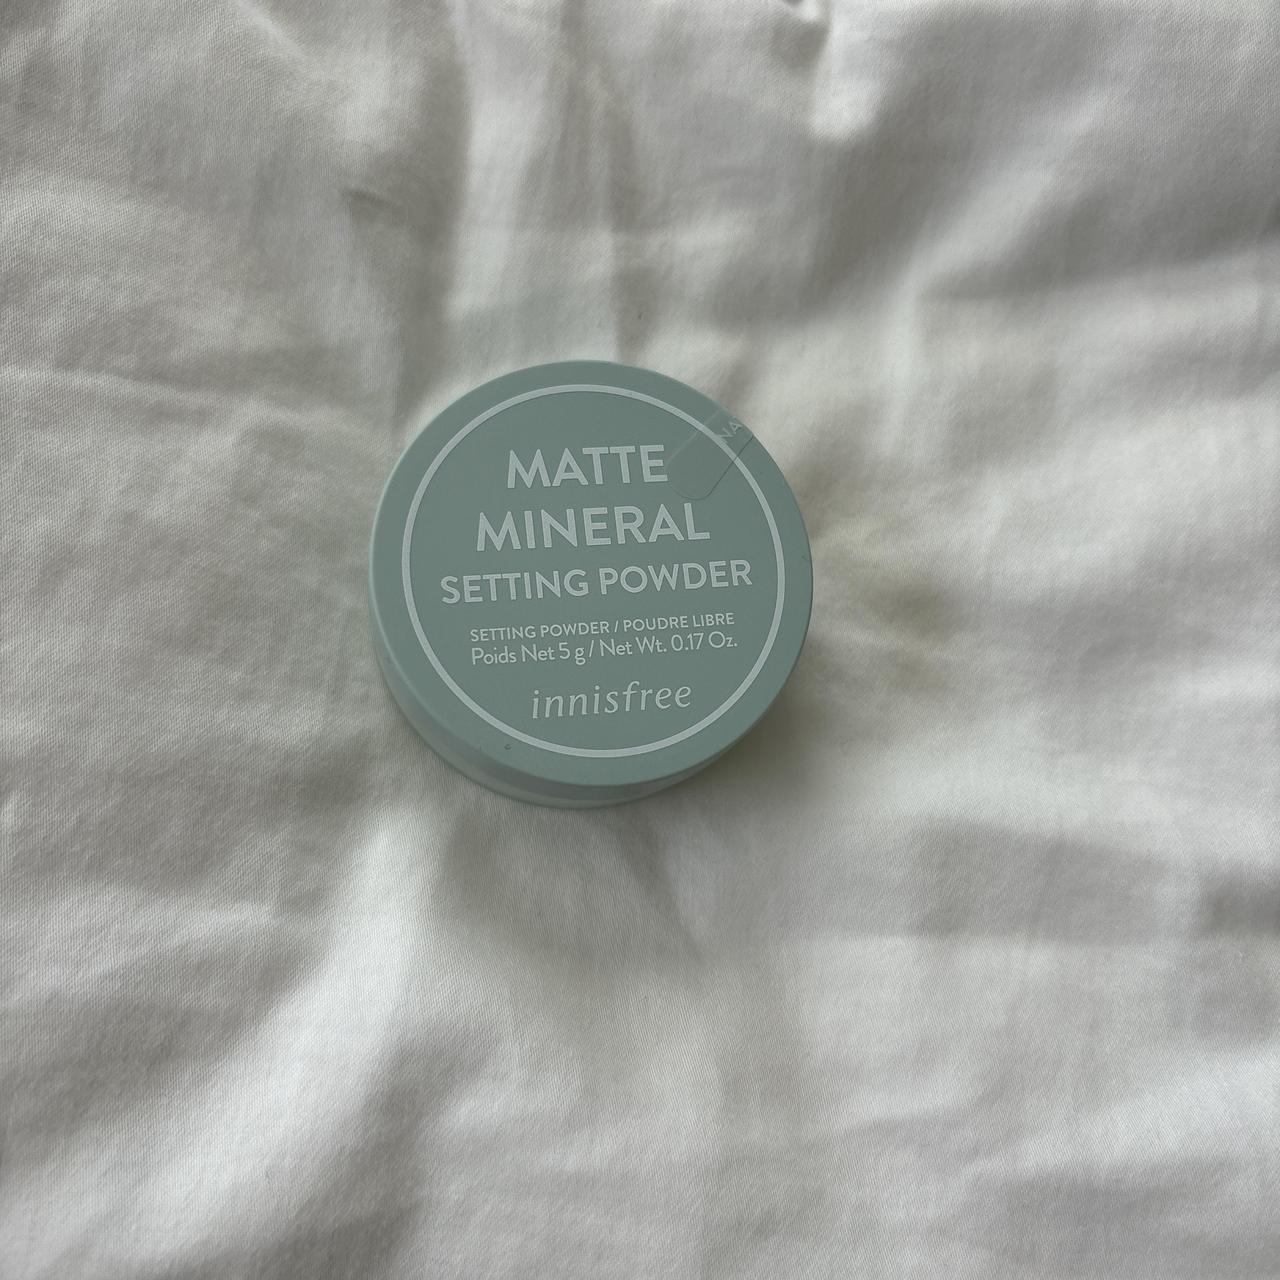 MATTE
MINERAL
SETTING POWDER
SETTING POWDER / POUDRE LIBRE
Poids Net 5 g / Net Wt. 0.17 Oz.
innisfree